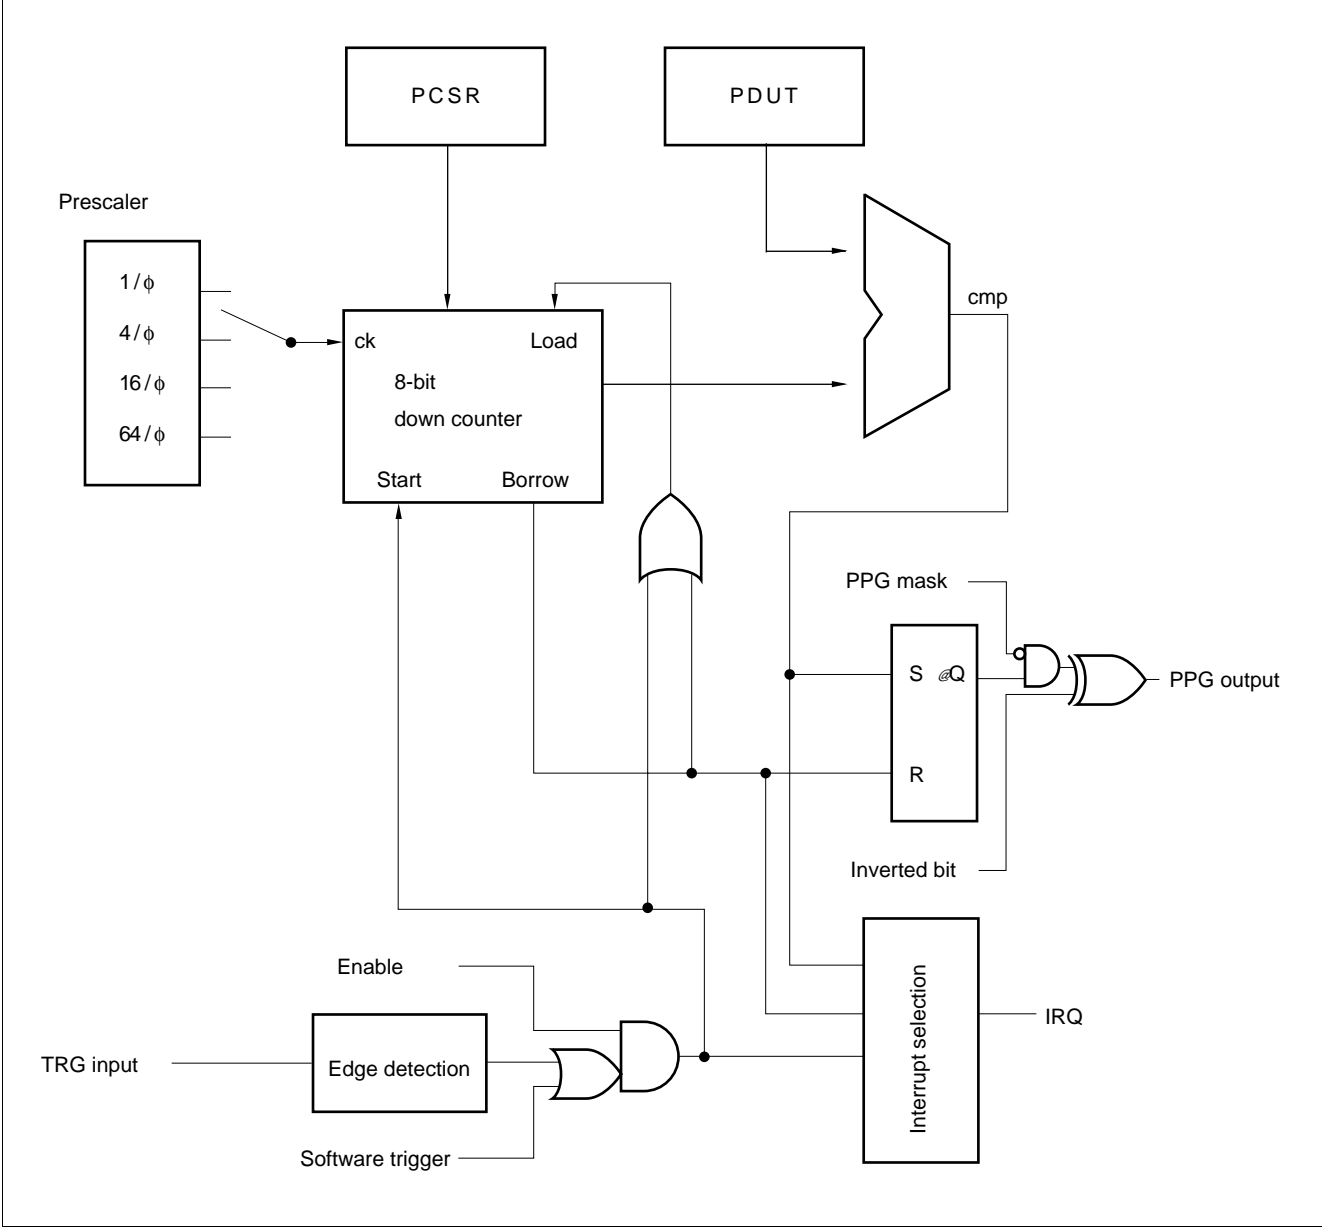 PCSR
PDUT
Prescaler
1/ϕ
4/ϕ
16/ϕ
64/ϕ
cmp
ck
Load
8-bit
down counter
Start
Borrow
PPG mask
S @Q
PPG output
R
Inverted bit
Enable
Interrupt selection
IRQ
TRG input
Edge detection
Software trigger